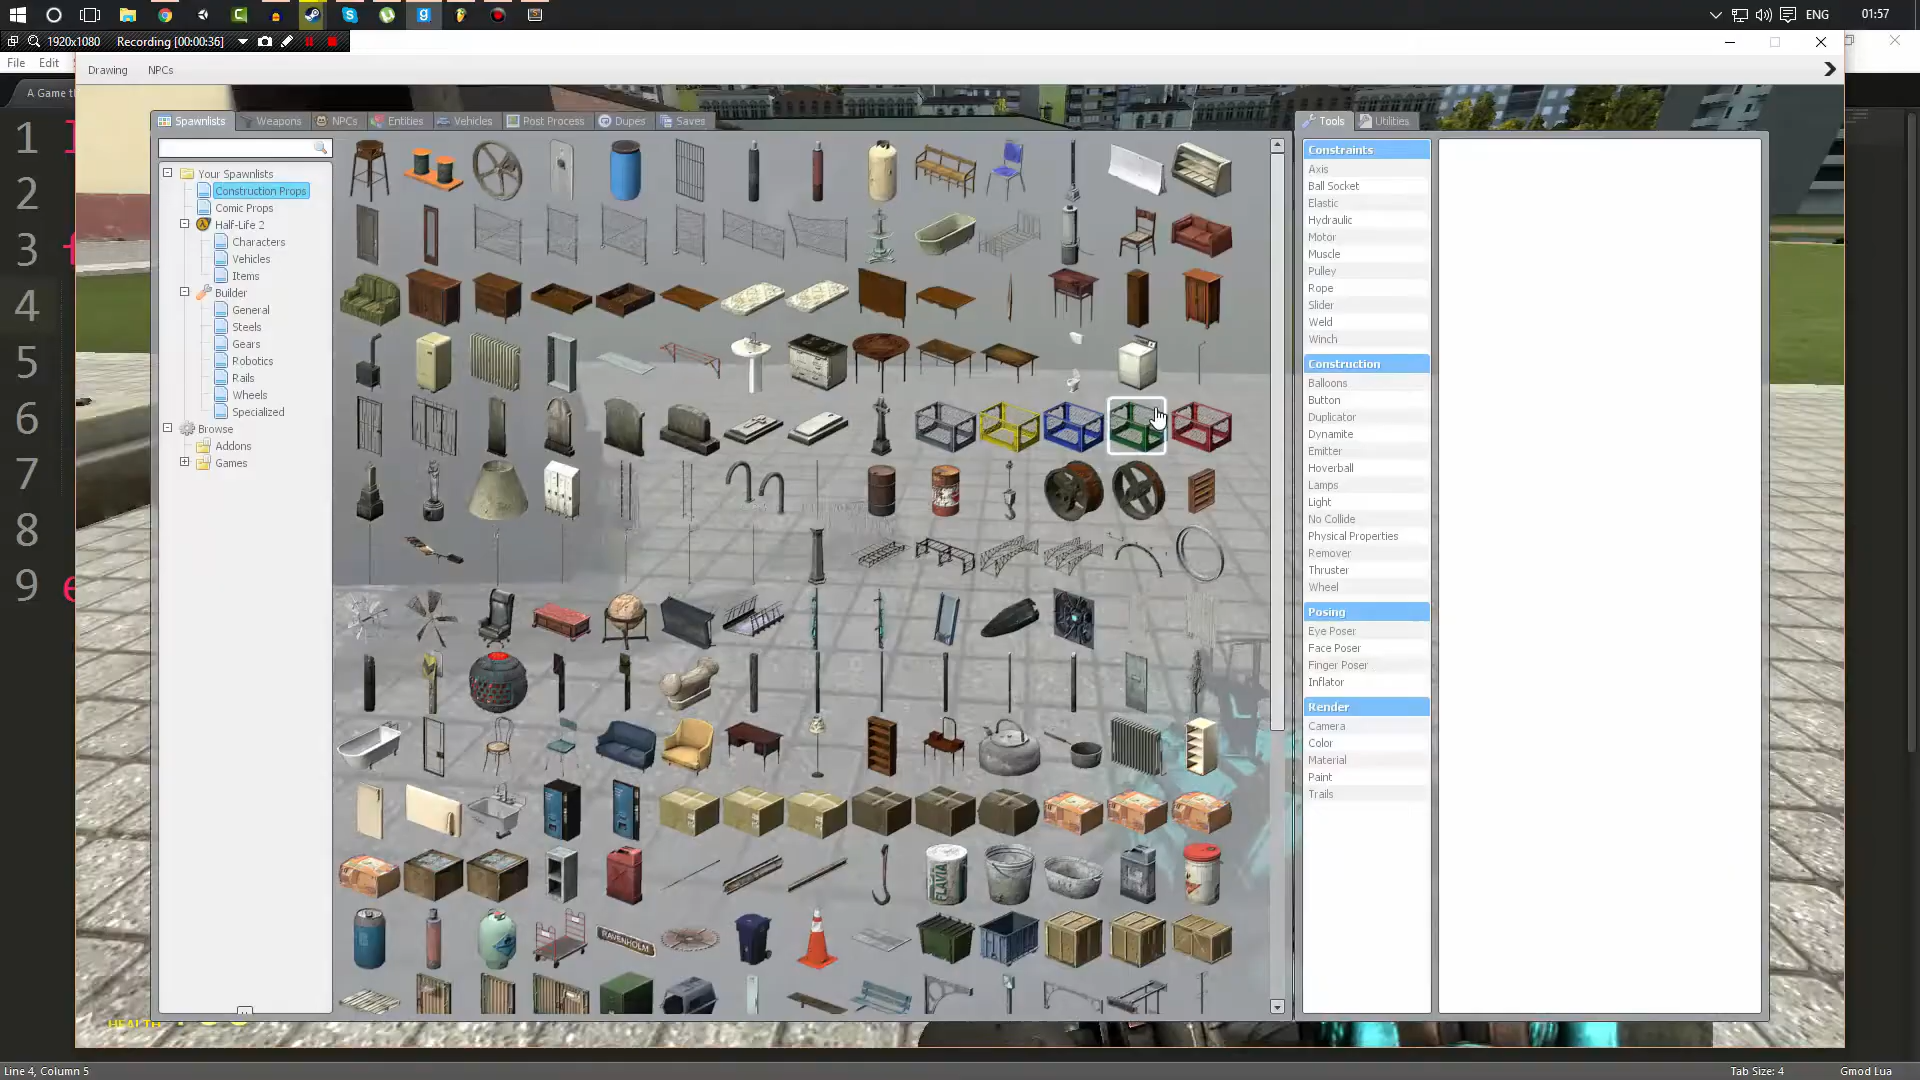 ENG
01:57
1920x1080
Recording [00:00:36]
File Edit
Drawing NPCs
A Game t
Spawnlists
Weapons
NPCs
Entities
Vehicles
Post Process
Dupes
Saves
Tools
Utilities
Your Spawnlists
Construction Props
Comic Props
Half-Life 2
Characters
Vehicles
Items
Builder
General
Steels
Gears
Robotics
Rails
Wheels
Specialized
Browse
Addons
Games
Constraints
Axis
Ball Socket
Elastic
Hydraulic
Motor
Muscle
Pulley
Rope
Slider
Weld
Winch
Construction
Balloons
Button
Duplicator
Dynamite
Emitter
Hoverball
Lamps
Light
No Collide
Physical Properties
Remover
Thruster
Wheel
Posing
Eye Poser
Face Poser
Finger Poser
Inflator
Render
Camera
Color
Material
Paint
Trails
1
2
3
4
5
6
7
8
9
FLAVIA
RAVENHOLM
HEALTH
Line 4, Column 5
Tab Size: 4
Gmod Lua